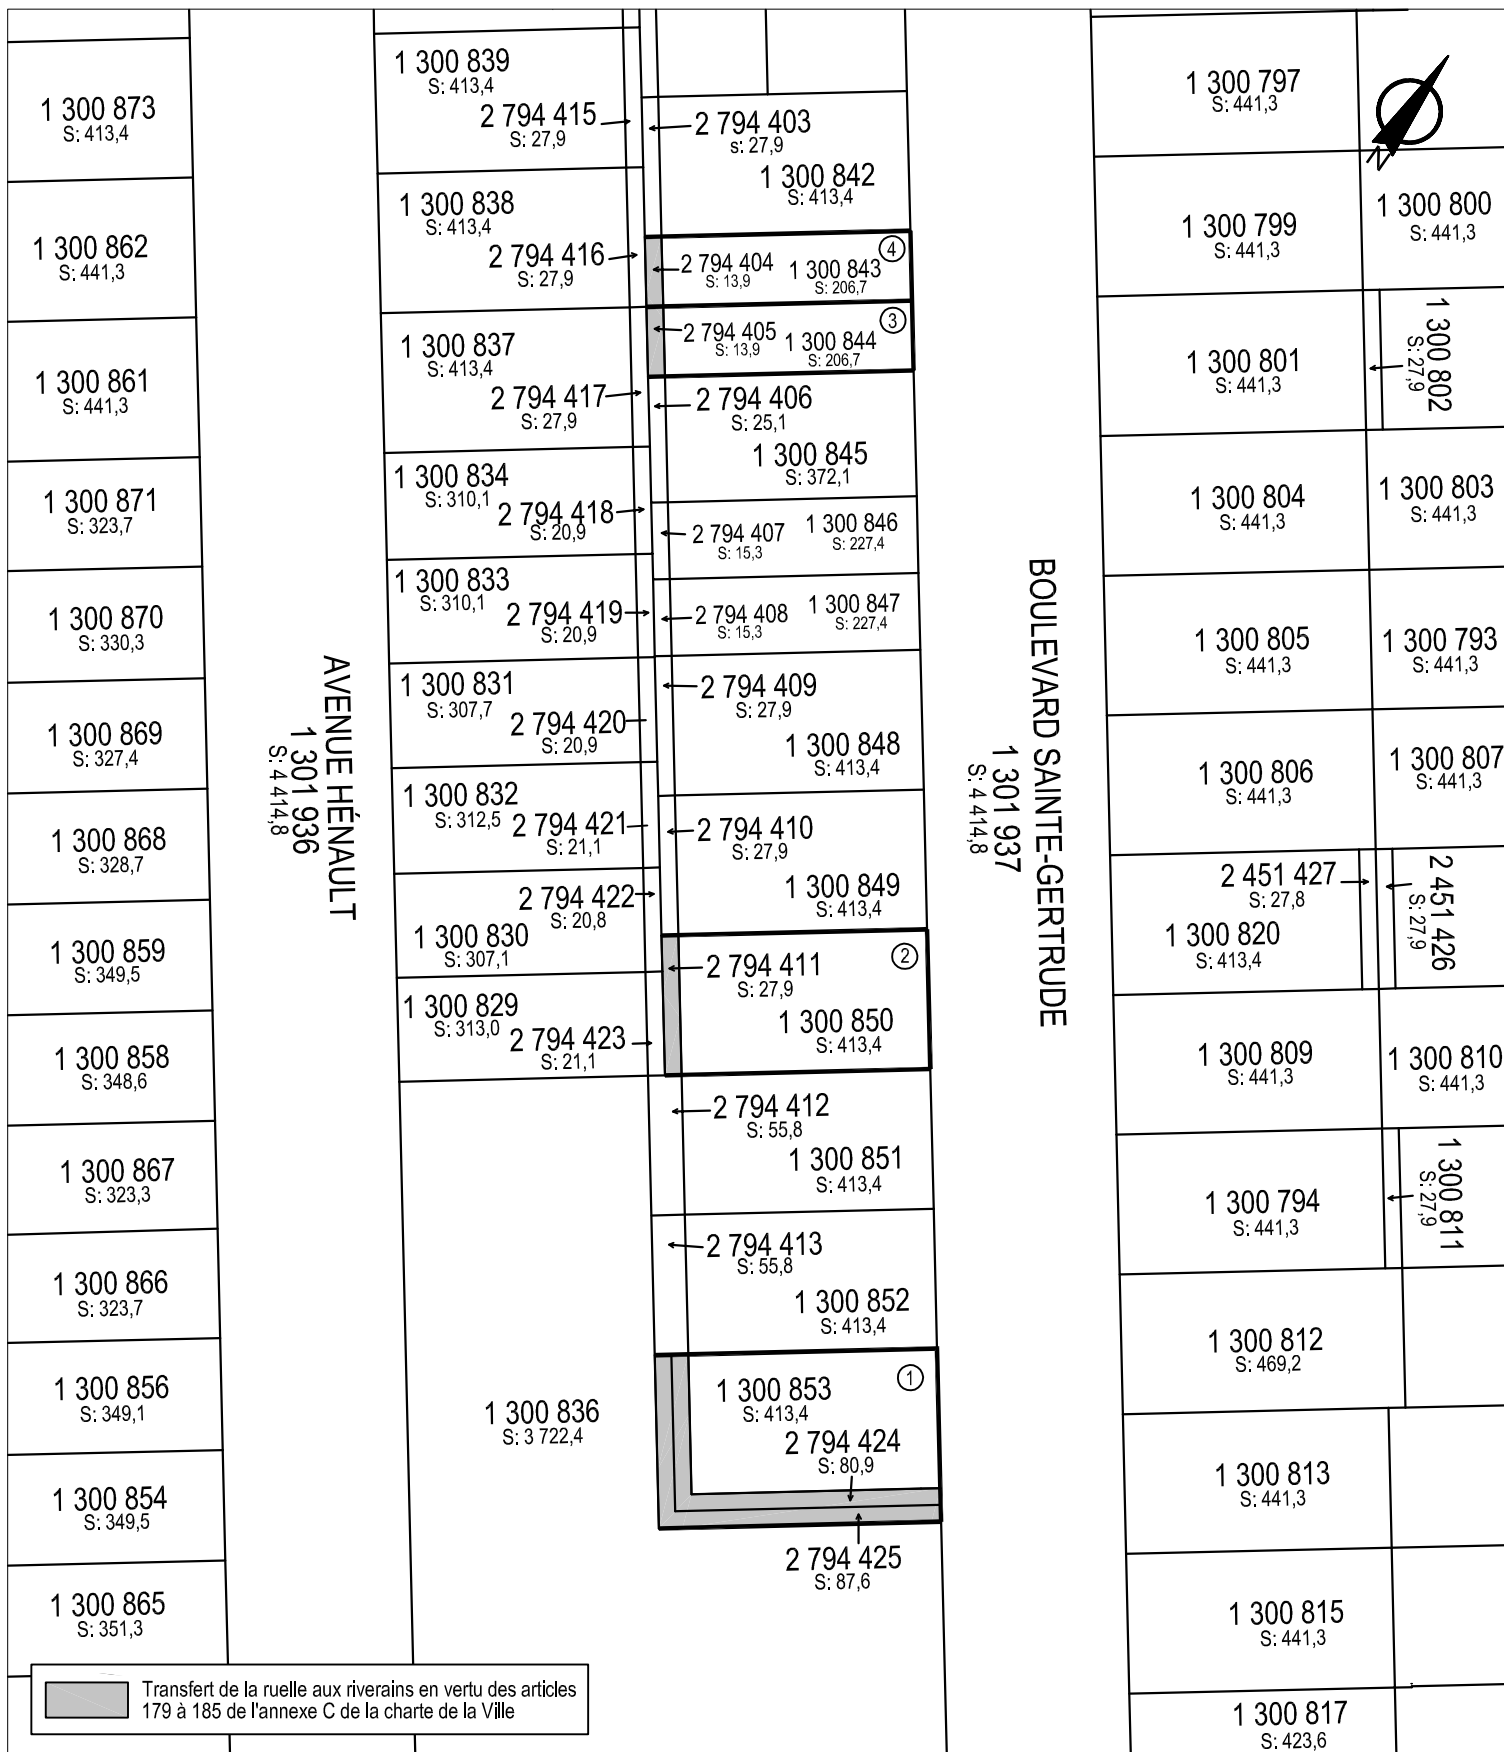 1 300 873
S: 413,4
1 300 862
S: 441,3
1 300 861
S: 441,3
1 300 871
S: 323,7
1 300 870
S: 330,3
1 300 869
S: 327,4
1 300 868
S: 328,7
1 300 859
S: 349,5
1 300 858
S: 348,6
1 300 867
S: 323,3
1 300 866
S: 323,7
1 300 856
S: 349,1
1 300 854
S: 349,5
1 300 865
S: 351,3
AVENUE HÉNAULT
1 301 936
S: 4 414,8
1 300 839
S: 413,4
2 794 415
S: 27,9
1 300 838
S: 413,4
2 794 416
S: 27,9
1 300 837
S: 413,4
2 794 417
S: 27,9
1 300 834
S: 310,1
2 794 418
S: 20,9
1 300 833
S: 310,1
2 794 419
S: 20,9
1 300 831
S: 307,7
2 794 420
S: 20,9
1 300 832
S: 312,5
2 794 421
S: 21,1
2 794 422
S: 20,8
1 300 830
S: 307,1
1 300 829
S: 313,0
2 794 423
S: 21,1
1 300 836
S: 3 722,4
2 794 403
s: 27,9
1 300 842
S: 413,4
4
2 794 404
S: 13,9
1 300 843
S: 206,7
3
2 794 405
S: 13,9
1 300 844
S: 206,7
2 794 406
S: 25,1
1 300 845
S: 372,1
2 794 407
S: 15,3
1 300 846
S: 227,4
2 794 408
S: 15,3
1 300 847
S: 227,4
2 794 409
S: 27,9
1 300 848
S: 413,4
2 794 410
S: 27,9
1 300 849
S: 413,4
2
2 794 411
S: 27,9
1 300 850
S: 413,4
2 794 412
S: 55,8
1 300 851
S: 413,4
2 794 413
S: 55,8
1 300 852
S: 413,4
1
1 300 853
S: 413,4
2 794 424
S: 80,9
2 794 425
S: 87,6
BOULEVARD SAINTE-GERTRUDE
1 301 937
S: 4 414,8
1 300 797
S: 441,3
N
1 300 799
S: 441,3
1 300 800
S: 441,3
1 300 801
S: 441,3
1 300 802
S: 27,9
1 300 804
S: 441,3
1 300 803
S: 441,3
1 300 805
S: 441,3
1 300 793
S: 441,3
1 300 806
S: 441,3
1 300 807
S: 441,3
2 451 427
S: 27,8
1 300 820
S: 413,4
2 451 426
S: 27,9
1 300 809
S: 441,3
1 300 810
S: 441,3
1 300 794
S: 441,3
1 300 811
S: 27,9
1 300 812
S: 469,2
1 300 813
S: 441,3
1 300 815
S: 441,3
1 300 817
S: 423,6
Transfert de la ruelle aux riverains en vertu des articles
179 à 185 de l'annexe C de la charte de la Ville